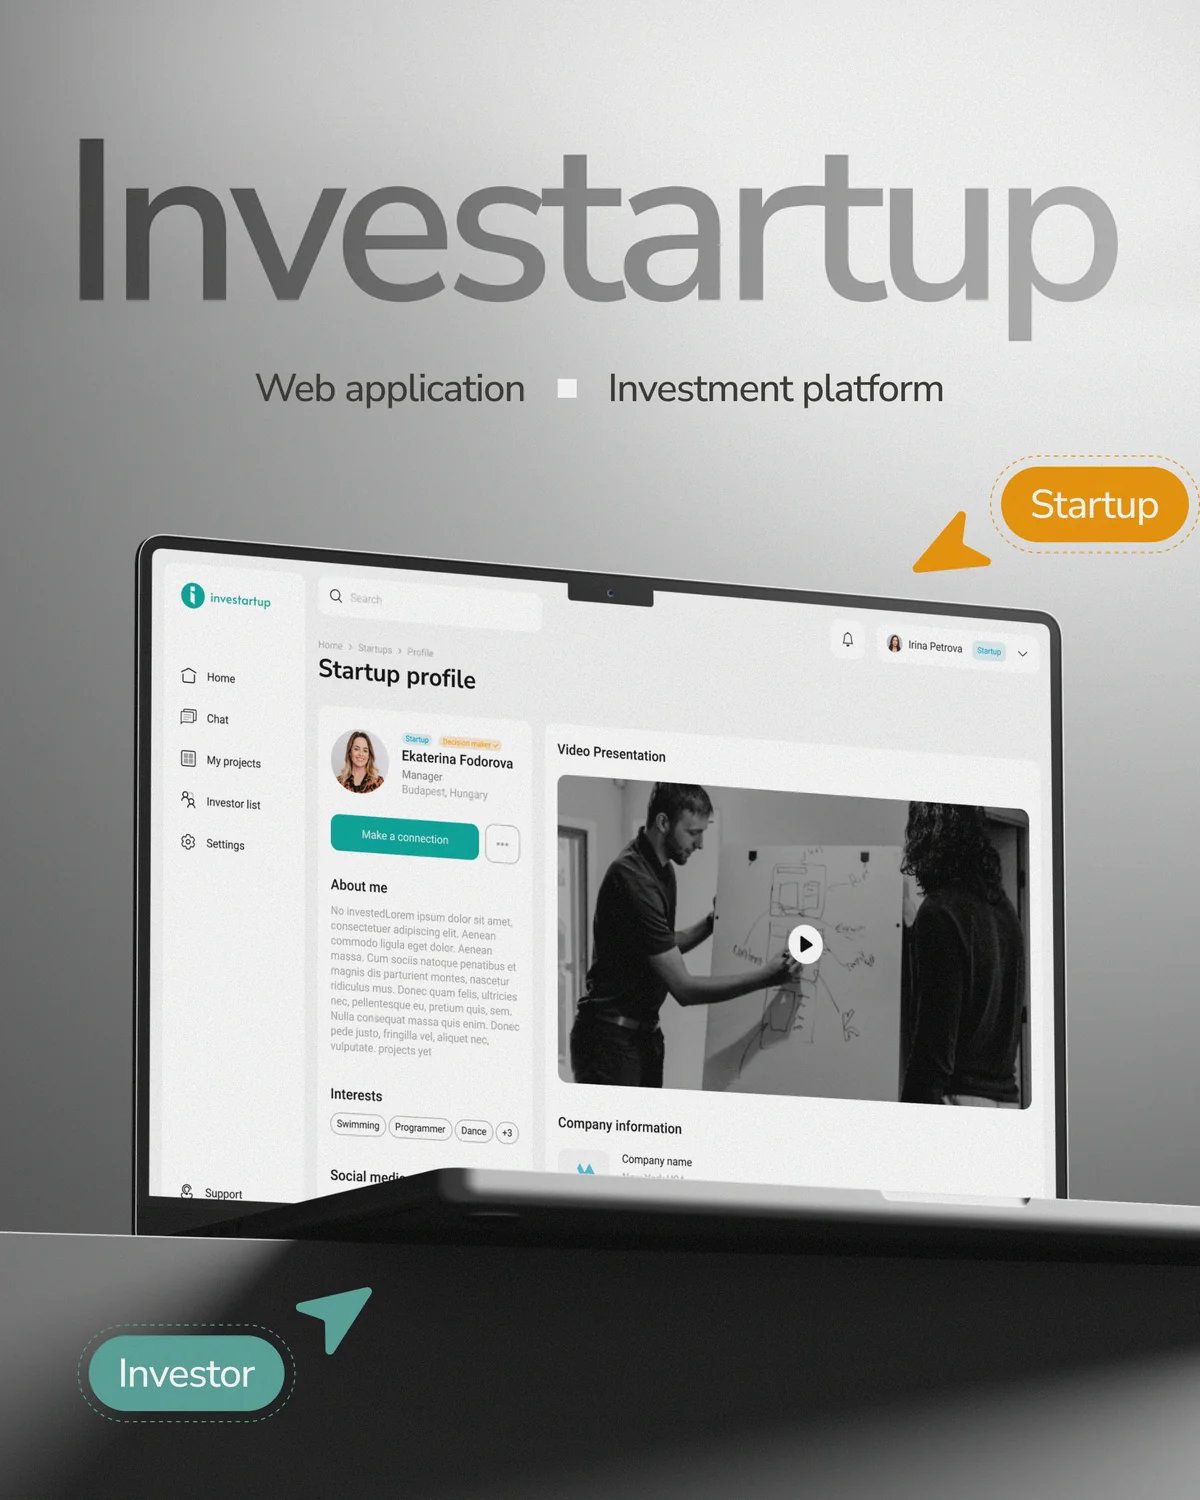 Investartup
Web application
Investment platform
Startup
investartup
Search
Irina Petrova
Startup
Home > Startups > Profile
Startup profile
Home
Chat
My projects
Investor list
Settings
Support
Startup
Decision maker ✓
Ekaterina Fodorova
Manager
Budapest, Hungary
Make a connection
About me
No investedLorem ipsum dolor sit amet,
consectetuer adipiscing elit. Aenean
commodo ligula eget dolor. Aenean
massa. Cum sociis natoque penatibus et
magnis dis parturient montes, nascetur
ridiculus mus. Donec quam felis, ultricies
nec, pellentesque eu, pretium quis, sem.
Nulla consequat massa quis enim. Donec
pede justo, fringilla vel, aliquet nec,
vulputate. projects yet
Interests
Swimming
Programmer
Dance
+3
Social media
Video Presentation
Company information
Company name
Investor